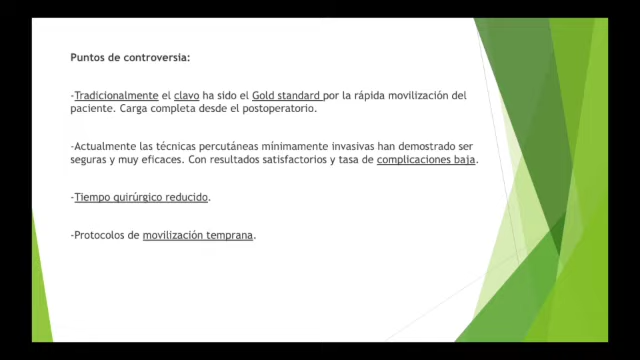 Puntos de controversia:
-Tradicionalmente el clavo ha sido el Gold standard por la rápida movilización del
paciente. Carga completa desde el postoperatorio.
-Actualmente las técnicas percutáneas mínimamente invasivas han demostrado ser
seguras y muy eficaces. Con resultados satisfactorios y tasa de complicaciones baja.
-Tiempo quirúrgico reducido.
-Protocolos de movilización temprana.